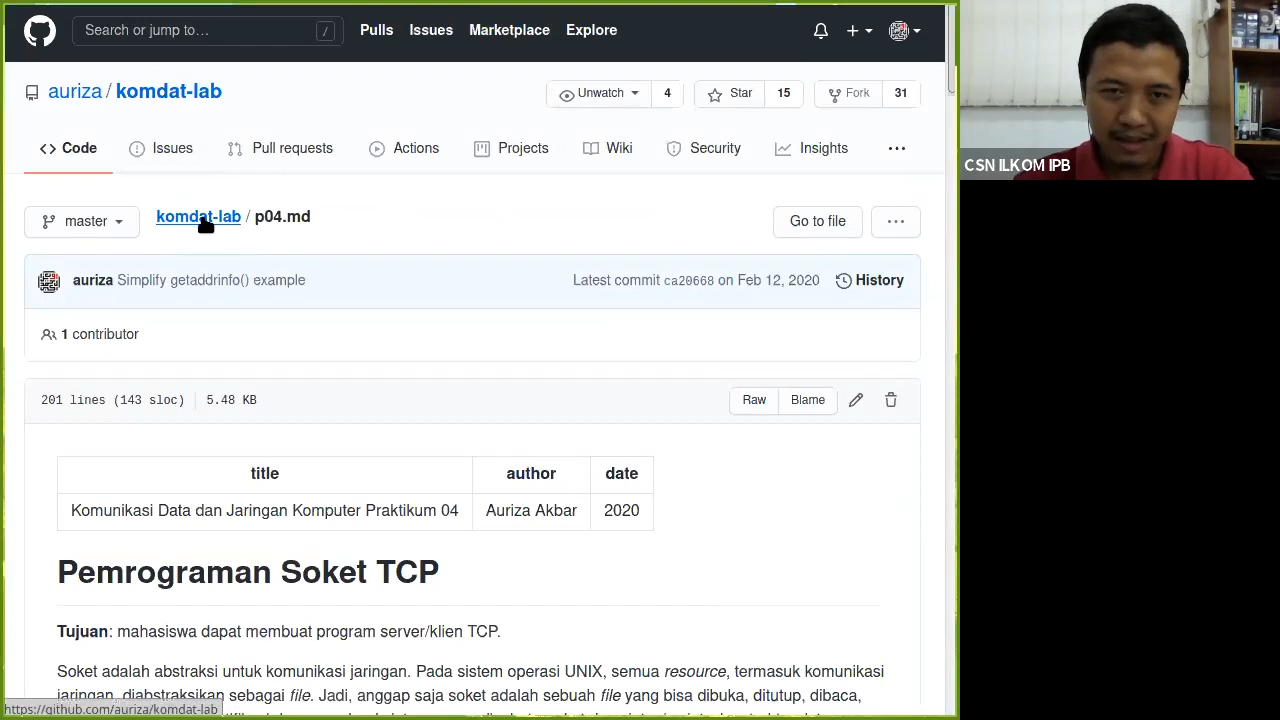 Search or jump to… /
Pulls Issues Marketplace Explore
auriza / komdat-lab
Unwatch 4 Star 15 Fork 31
Code Issues Pull requests Actions Projects Wiki Security Insights
master komdat-lab / p04.md Go to file
auriza Simplify getaddrinfo() example Latest commit ca20668 on Feb 12, 2020 History
1 contributor
201 lines (143 sloc) 5.48 KB Raw Blame
title author date
Komunikasi Data dan Jaringan Komputer Praktikum 04 Auriza Akbar 2020
Pemrograman Soket TCP
Tujuan: mahasiswa dapat membuat program server/klien TCP.
Soket adalah abstraksi untuk komunikasi jaringan. Pada sistem operasi UNIX, semua resource, termasuk komunikasi
jaringan, diabstraksikan sebagai file. Jadi, anggap saja soket adalah sebuah file yang bisa dibuka, ditutup, dibaca,
https://github.com/auriza/komdat-lab
CSN ILKOM IPB